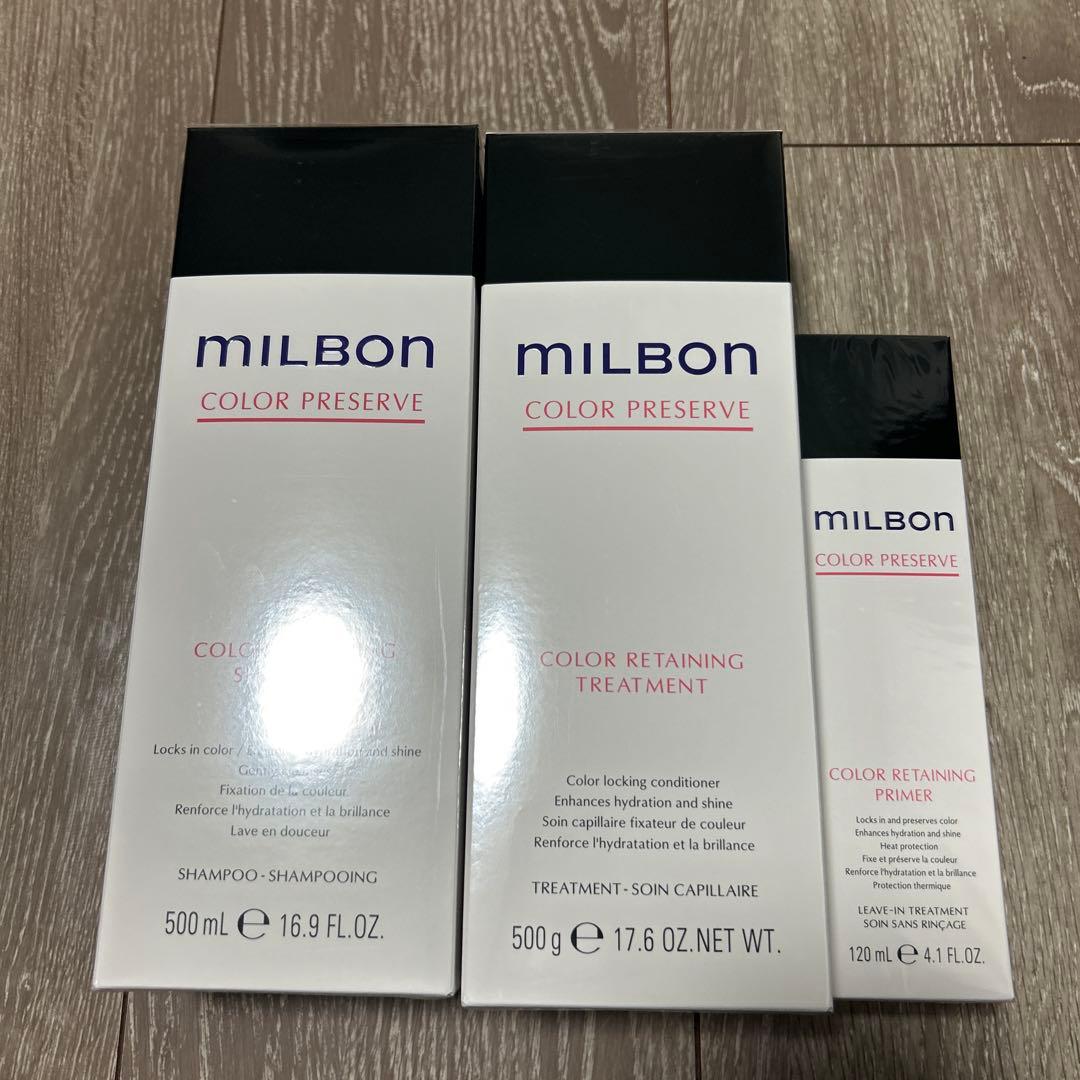 MILBON
COLOR PRESERVE
Locks in color / and shine
Fixation de la couleur
Renforce l'hydratation et la brillance
Lave en douceur
SHAMPOO - SHAMPOOING
500 mL e 16.9 FL.OZ.
MILBON
COLOR PRESERVE
COLOR RETAINING
TREATMENT
Color locking conditioner
Enhances hydration and shine
Soin capillaire fixateur de couleur
Renforce l'hydratation et la brillance
TREATMENT - SOIN CAPILLAIRE
500 g e 17.6 OZ.NET WT.
MILBON
COLOR PRESERVE
COLOR RETAINING
PRIMER
Locks in and preserves color
Enhances hydration and shine
Heat protection
Fixe et préserve la couleur
Renforce l'hydratation et la brillance
Protection thermique
LEAVE-IN TREATMENT
SOIN SANS RINÇAGE
120 mL e 4.1 FL.OZ.